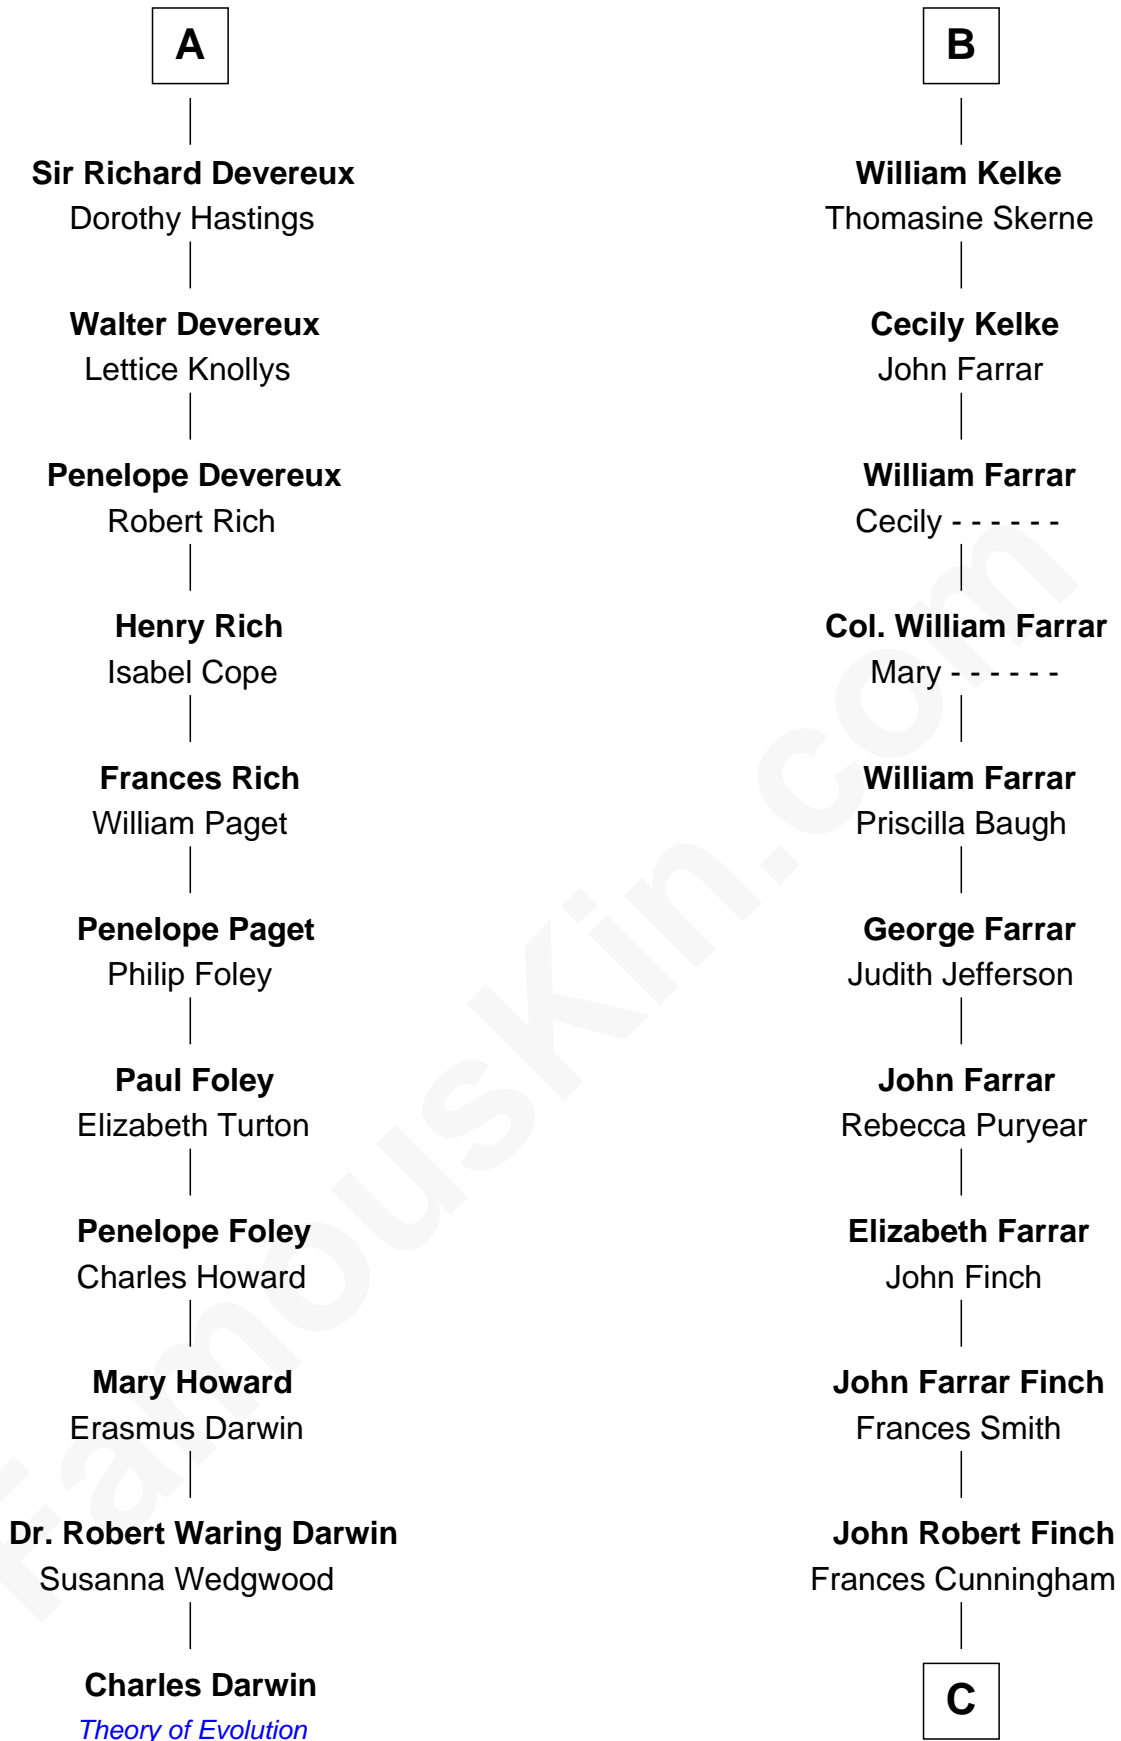 A
Sir Richard Devereux
Dorothy Hastings
Walter Devereux
Lettice Knollys
Penelope Devereux
Robert Rich
Henry Rich
Isabel Cope
Frances Rich
William Paget
Penelope Paget
Philip Foley
Paul Foley
Elizabeth Turton
Penelope Foley
Charles Howard
Mary Howard
Erasmus Darwin
Dr. Robert Waring Darwin
Susanna Wedgwood
Charles Darwin
Theory of Evolution
B
William Kelke
Thomasine Skerne
Cecily Kelke
John Farrar
William Farrar
Cecily - - - - - -
Col. William Farrar
Mary - - - - - -
William Farrar
Priscilla Baugh
George Farrar
Judith Jefferson
John Farrar
Rebecca Puryear
Elizabeth Farrar
John Finch
John Farrar Finch
Frances Smith
John Robert Finch
Frances Cunningham
C
FamousKin.com